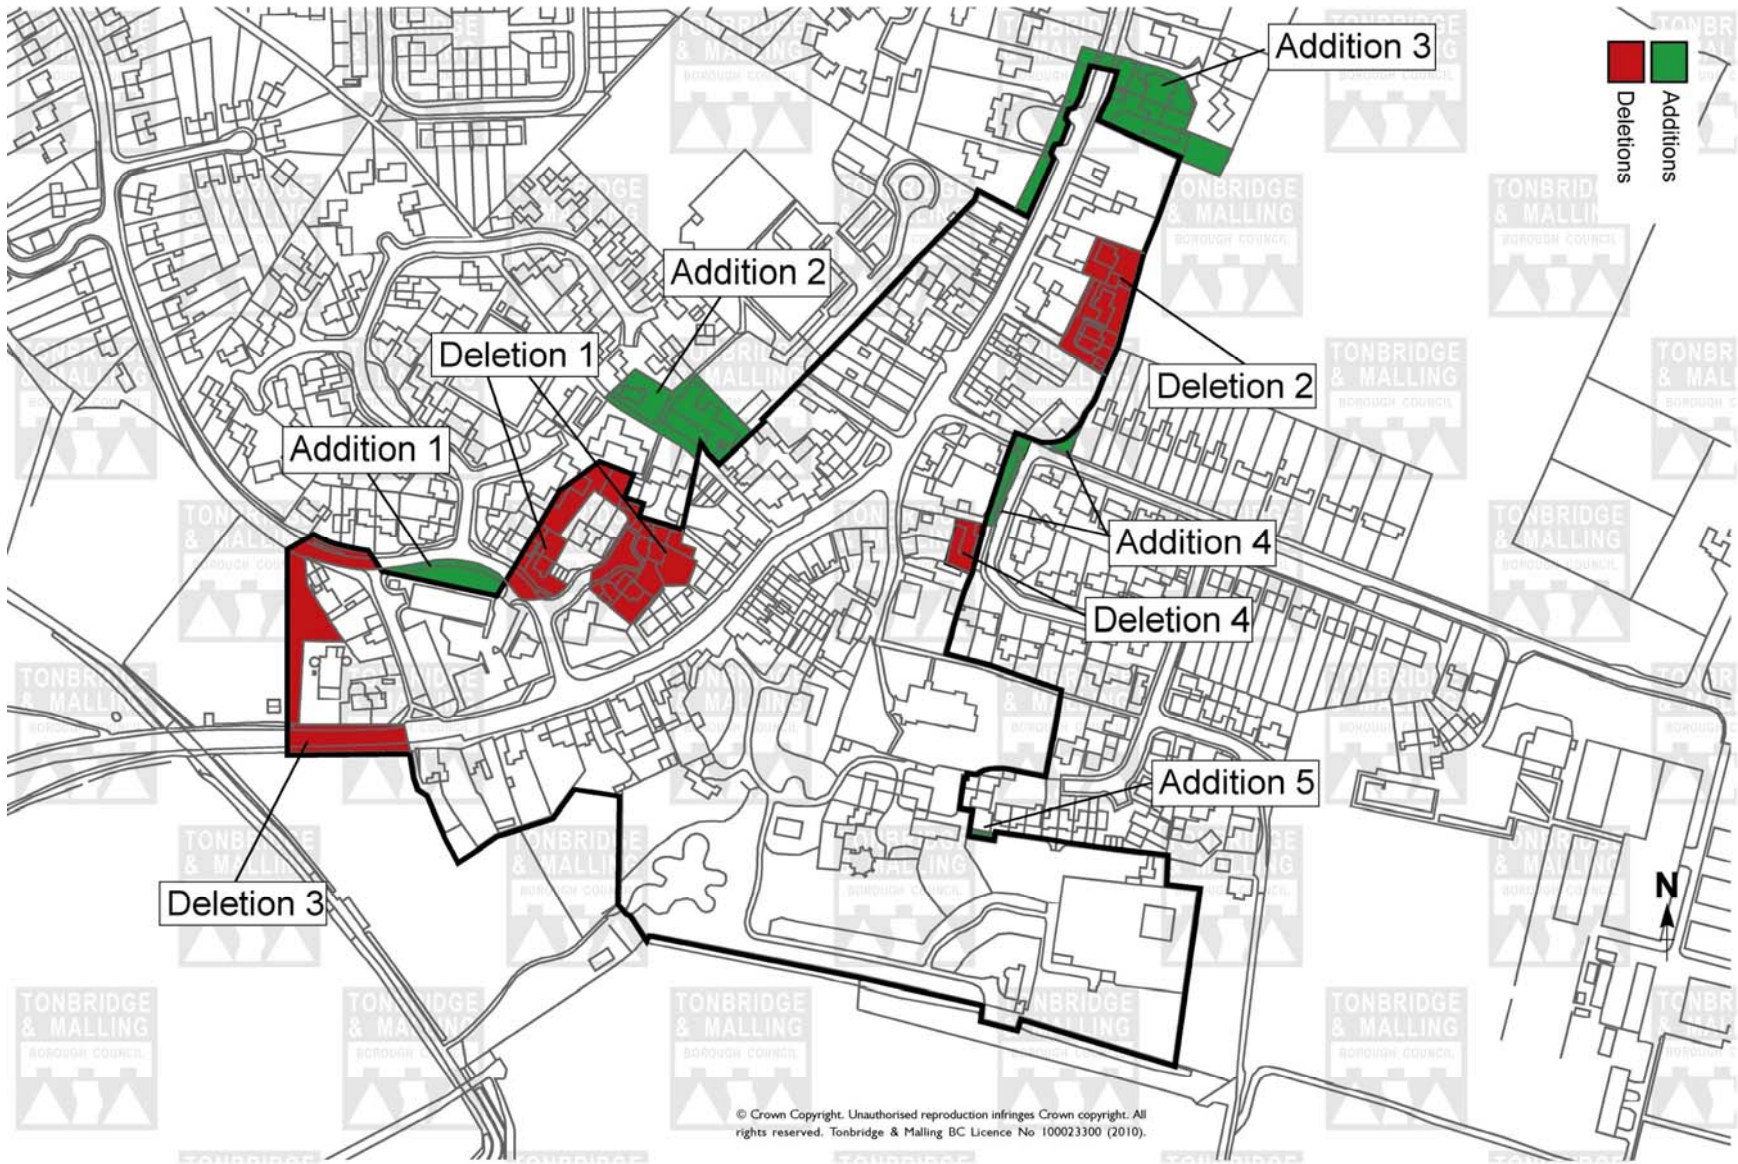 Addition 3
Additions
Deletions
Addition 2
Deletion 1
Deletion 2
Addition 1
Addition 4
Deletion 4
Addition 5
Deletion 3
N
© Crown Copyright. Unauthorised reproduction infringes Crown copyright. All
rights reserved. Tonbridge & Malling BC Licence No 100023300 (2010).
TONBRIDGE
& MALLING
BOROUGH COUNCIL